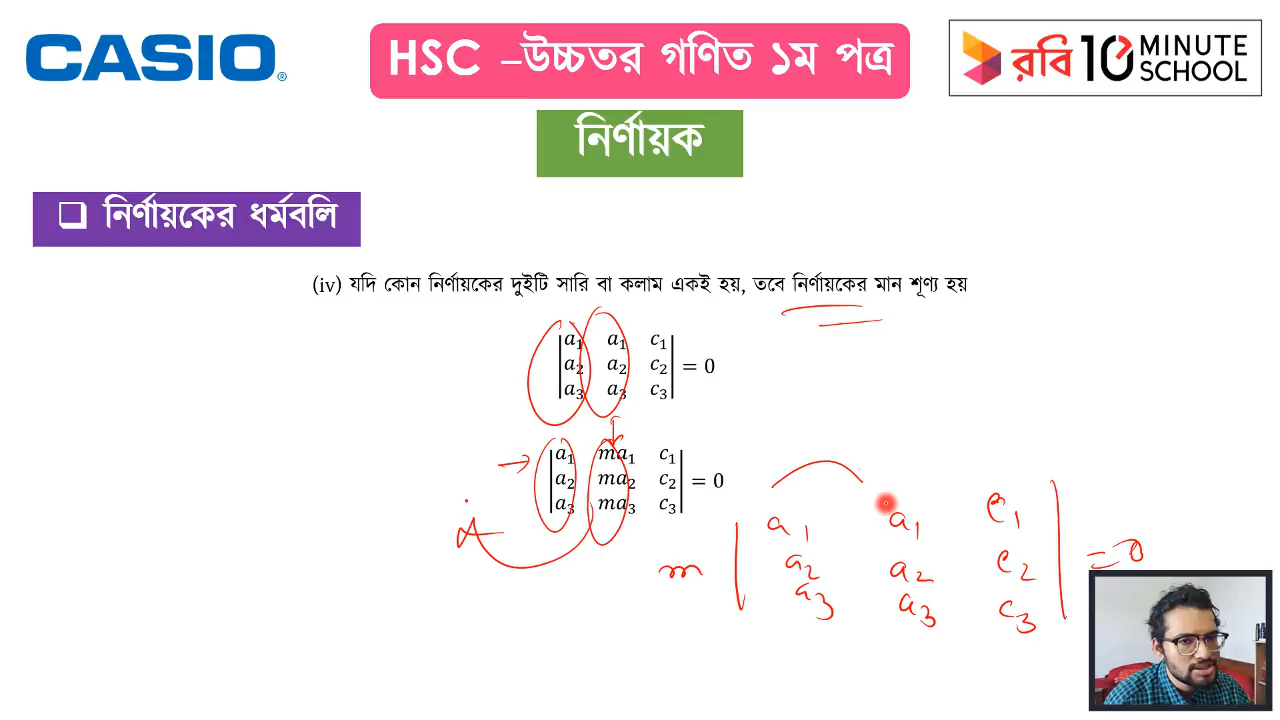 CASIO®
HSC –উচ্চতর গণিত ১ম পত্র
রবি 10 MINUTE SCHOOL
নির্ণায়ক
❑ নির্ণায়কের ধর্মবলি
(iv) যদি কোন নির্ণায়কের দুইটি সারি বা কলাম একই হয়, তবে নির্ণায়কের মান শূণ্য হয়
a₁ a₁ c₁
a₂ a₂ c₂ = 0
a₃ a₃ c₃
a₁ ma₁ c₁
a₂ ma₂ c₂ = 0
a₃ ma₃ c₃
a₁ a₁ c₁
m a₂ a₂ c₂ = 0
a₃ a₃ c₃